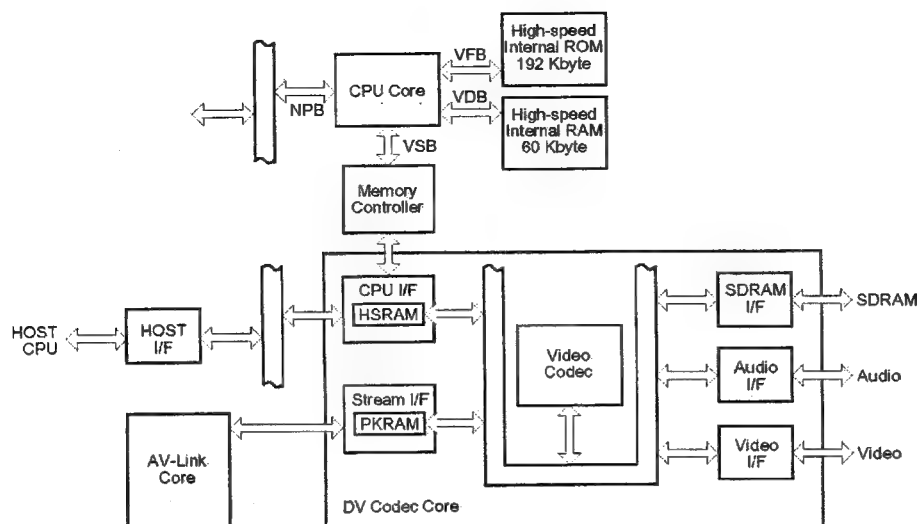 High-speed
Internal ROM
192 Kbyte
VFB
CPU Core
NPB
VDB
High-speed
Internal RAM
60 Kbyte
VSB
Memory
Controller
CPU I/F
HSRAM
SDRAM
I/F
SDRAM
HOST
CPU
HOST
I/F
Video
Codec
Audio
I/F
Audio
Stream I/F
PKRAM
AV-Link
Core
Video
I/F
Video
DV Codec Core